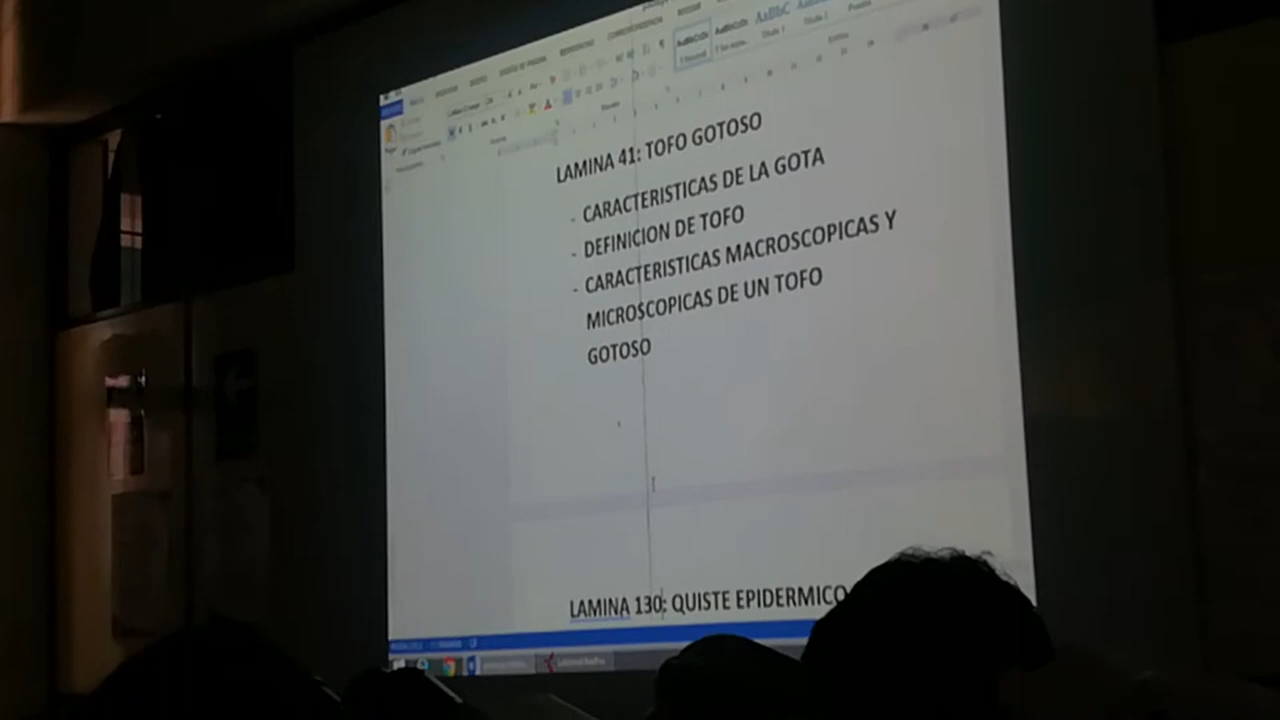 LAMINA 41: TOFO GOTOSO
- CARACTERISTICAS DE LA GOTA
- DEFINICION DE TOFO
- CARACTERISTICAS MACROSCOPICAS Y
MICROSCOPICAS DE UN TOFO
GOTOSO
LAMINA 130: QUISTE EPIDERMICO